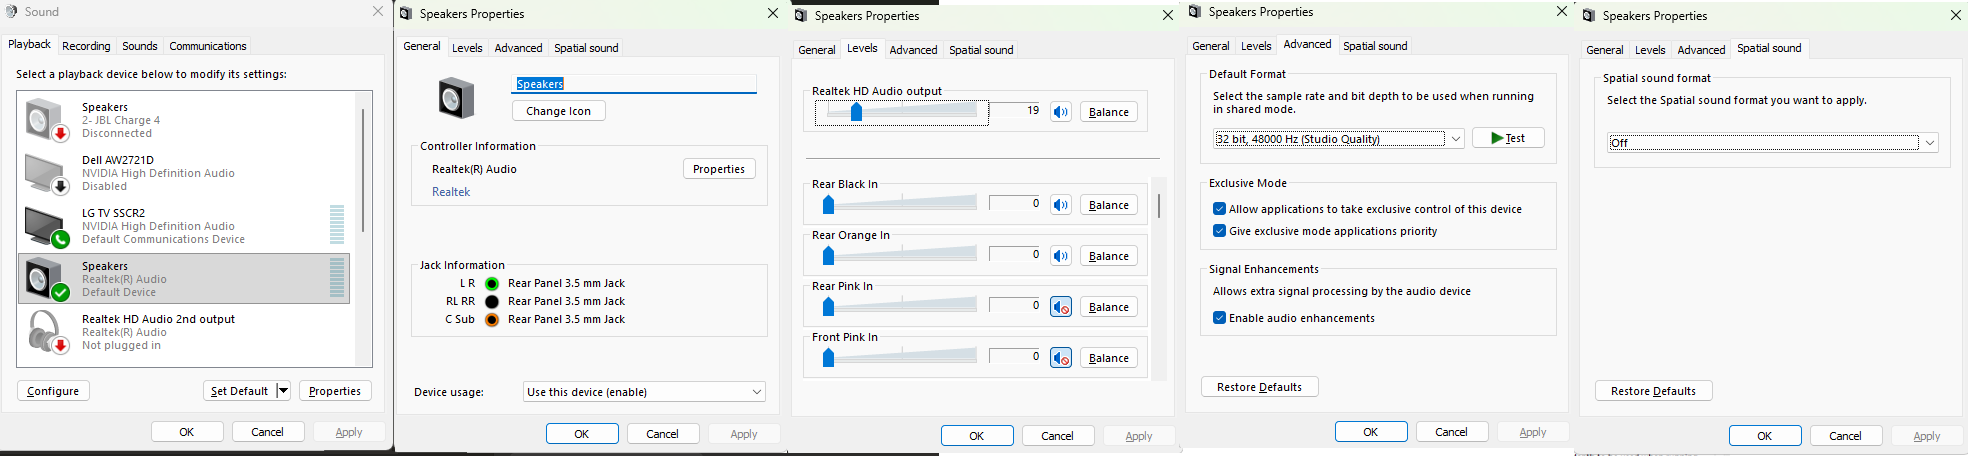 Sound
Playback
Recording
Sounds
Communications
Select a playback device below to modify its settings:
Speakers
2- JBL Charge 4
Disconnected
Dell AW2721D
NVIDIA High Definition Audio
Disabled
LG TV SSCR2
NVIDIA High Definition Audio
Default Communications Device
Speakers
Realtek(R) Audio
Default Device
Realtek HD Audio 2nd output
Realtek(R) Audio
Not plugged in
Configure
Set Default
Properties
OK
Cancel
Apply
Speakers Properties
General
Levels
Advanced
Spatial sound
Speakers
Change Icon
Controller Information
Realtek(R) Audio
Properties
Realtek
Jack Information
L R Rear Panel 3.5 mm Jack
RL RR Rear Panel 3.5 mm Jack
C Sub Rear Panel 3.5 mm Jack
Device usage: Use this device (enable)
OK
Cancel
Apply
Speakers Properties
General
Levels
Advanced
Spatial sound
Realtek HD Audio output
19
Balance
Rear Black In
0
Balance
Rear Orange In
0
Balance
Rear Pink In
0
Balance
Front Pink In
0
Balance
OK
Cancel
Apply
Speakers Properties
General
Levels
Advanced
Spatial sound
Default Format
Select the sample rate and bit depth to be used when running
in shared mode.
32 bit, 48000 Hz (Studio Quality)
Test
Exclusive Mode
Allow applications to take exclusive control of this device
Give exclusive mode applications priority
Signal Enhancements
Allows extra signal processing by the audio device
Enable audio enhancements
Restore Defaults
OK
Cancel
Apply
Speakers Properties
General
Levels
Advanced
Spatial sound
Spatial sound format
Select the Spatial sound format you want to apply.
Off
Restore Defaults
OK
Cancel
Apply